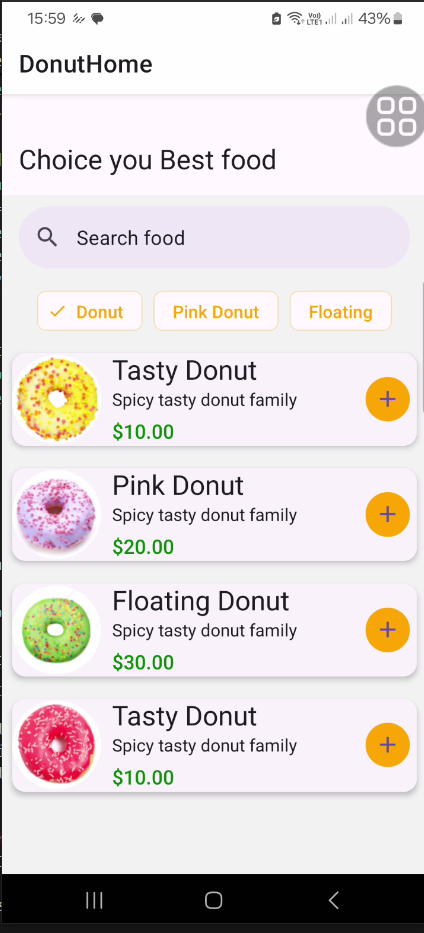 15:59 Vo)) LTE1 43%
DonutHome
Choice you Best food
Search food
Donut Pink Donut Floating
Tasty Donut
Spicy tasty donut family
$10.00
Pink Donut
Spicy tasty donut family
$20.00
Floating Donut
Spicy tasty donut family
$30.00
Tasty Donut
Spicy tasty donut family
$10.00